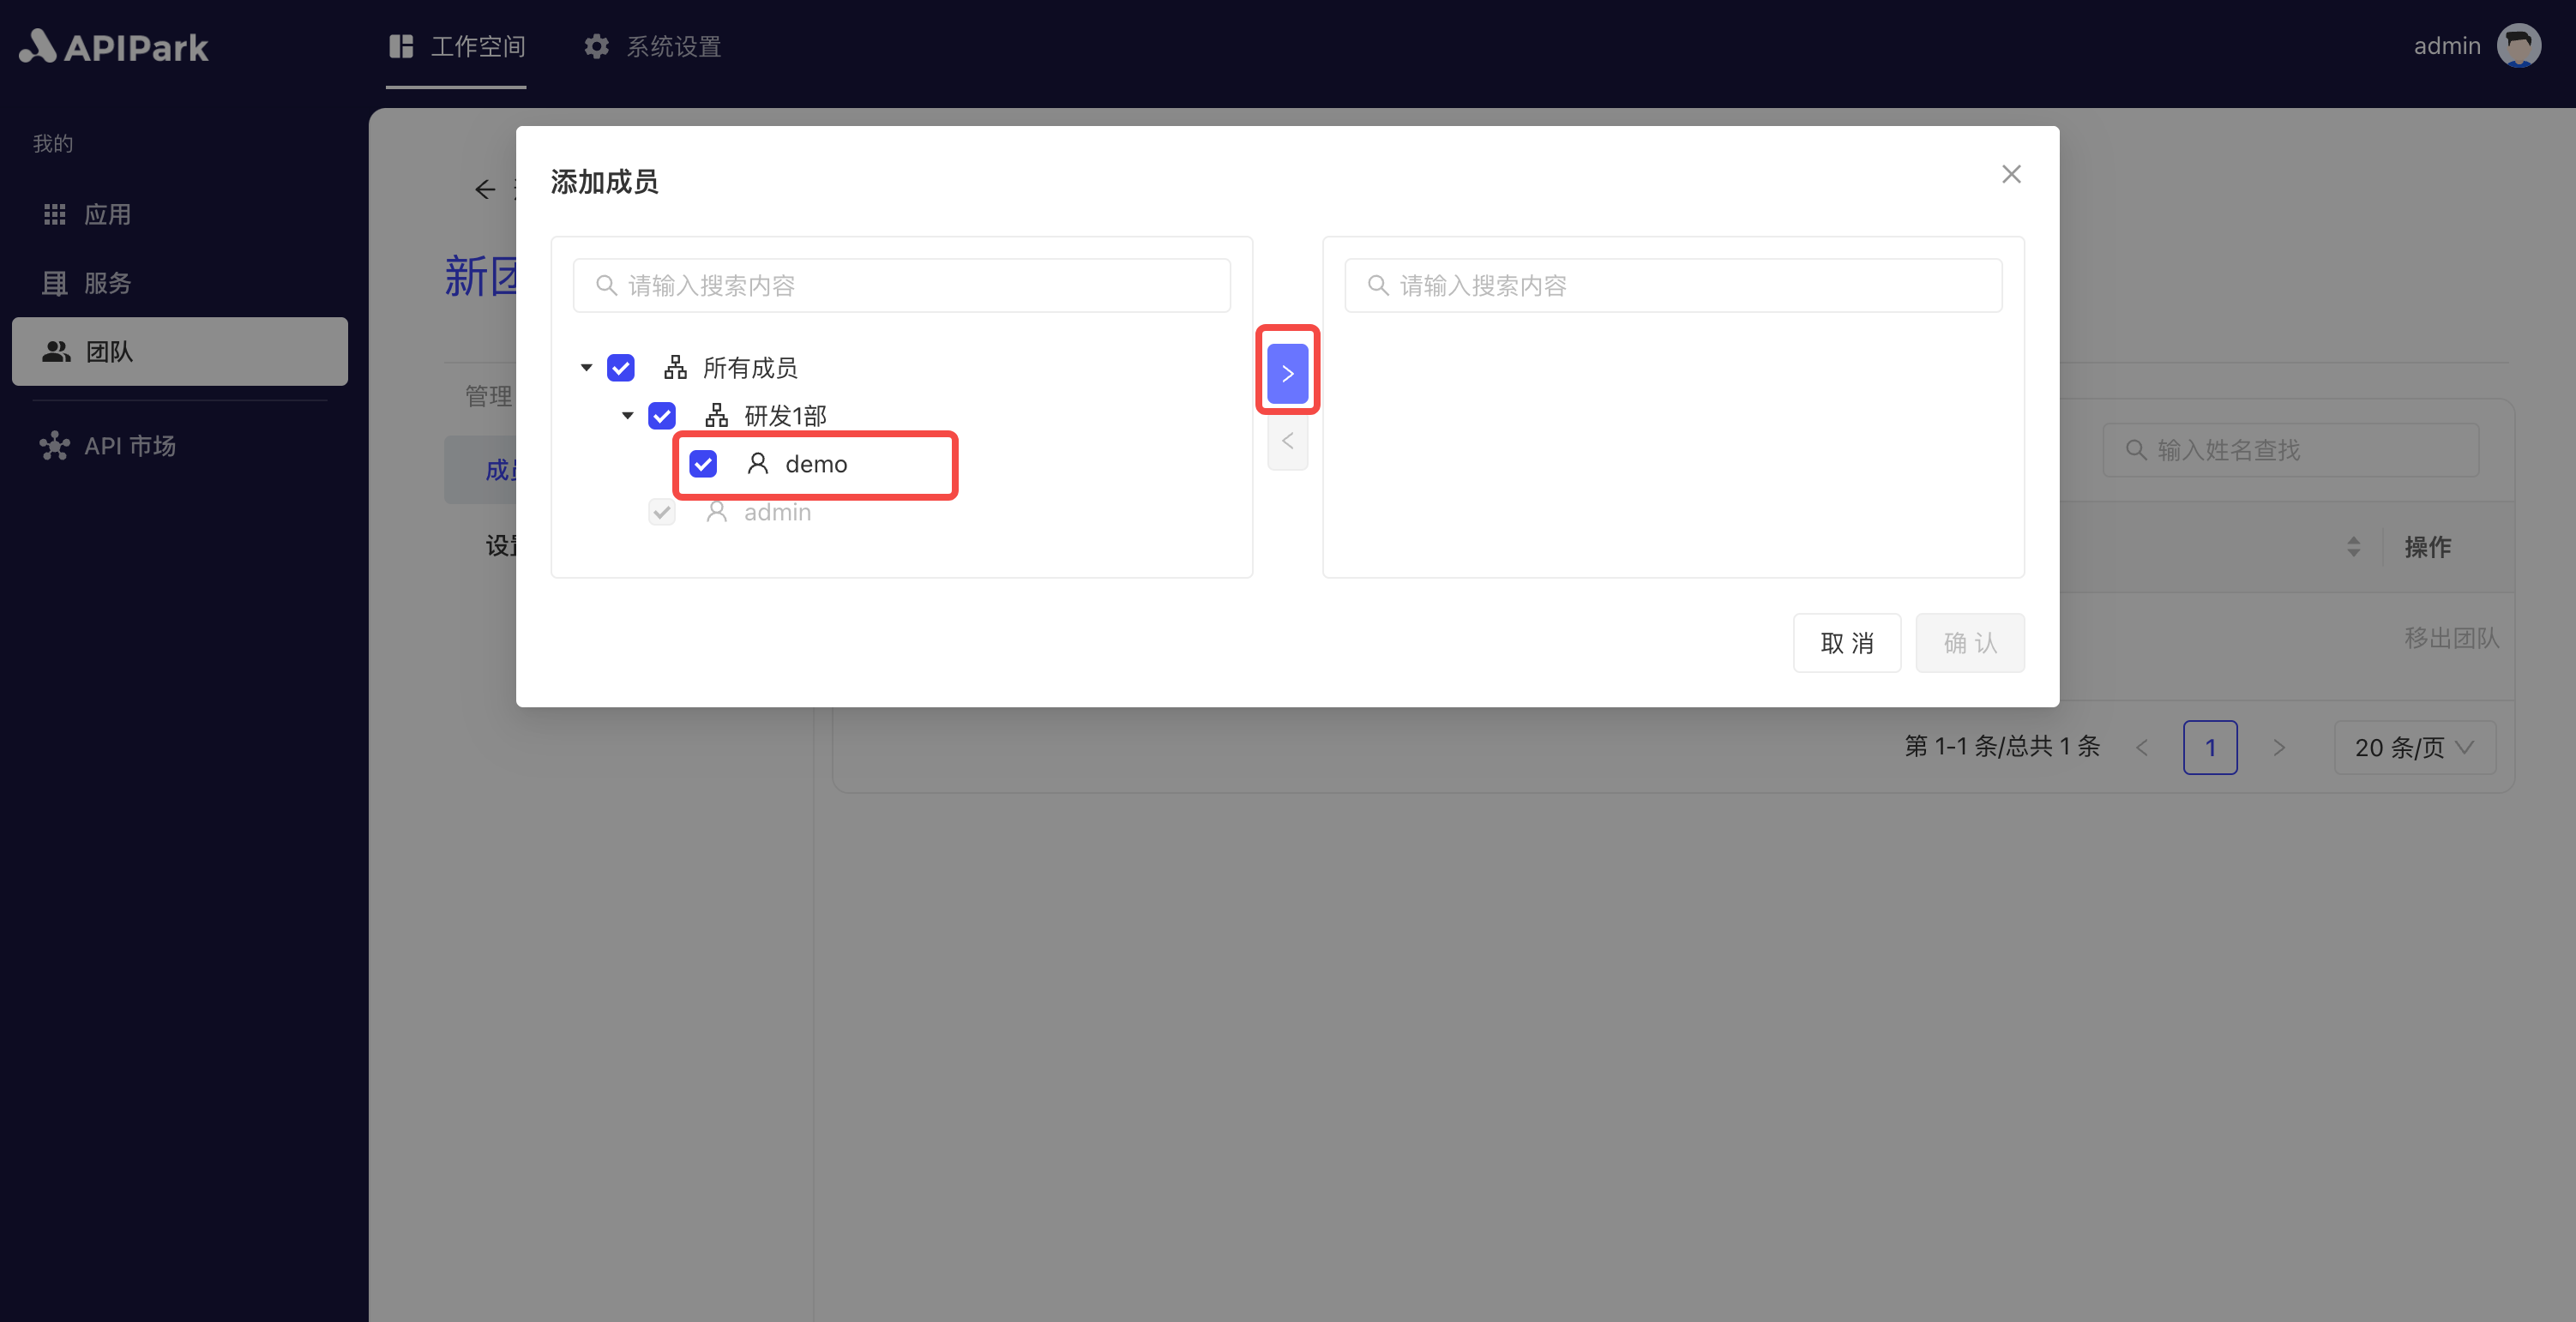 APIPark
工作空间
系统设置
admin
我的
应用
服务
团队
API 市场
新团
管理
添加成员
请输入搜索内容
请输入搜索内容
所有成员
研发1部
demo
admin
取 消
确 认
输入姓名查找
操作
移出团队
第 1-1 条/总共 1 条
1
20 条/页